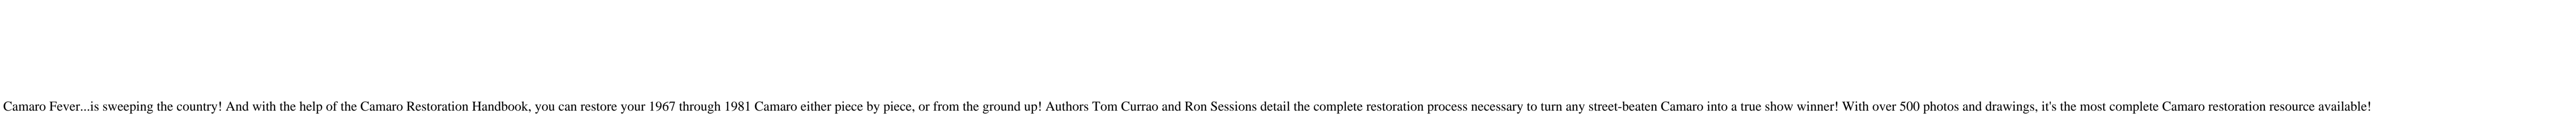 Camaro Fever...is sweeping the country! And with the help of the Camaro Restoration Handbook, you can restore your 1967 through 1981 Camaro either piece by piece, or from the ground up! Authors Tom Currao and Ron Sessions detail the complete restoration process necessary to turn any street-beaten Camaro into a true show winner! With over 500 photos and drawings, it's the most complete Camaro restoration resource available!